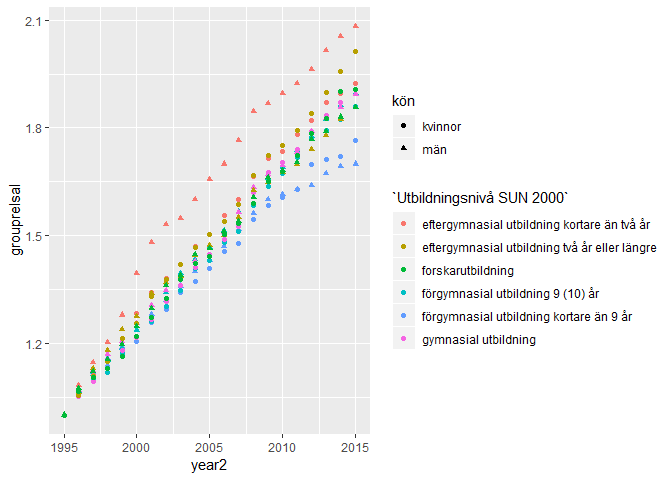 2.1
1.8
1.5
1.2
grouprelsal
1995
2000
2005
2010
2015
year2
kön
kvinnor
män
`Utbildningsnivå SUN 2000`
eftergymnasial utbildning kortare än två år
eftergymnasial utbildning två år eller längre
forskarutbildning
förgymnasial utbildning 9 (10) år
förgymnasial utbildning kortare än 9 år
gymnasial utbildning